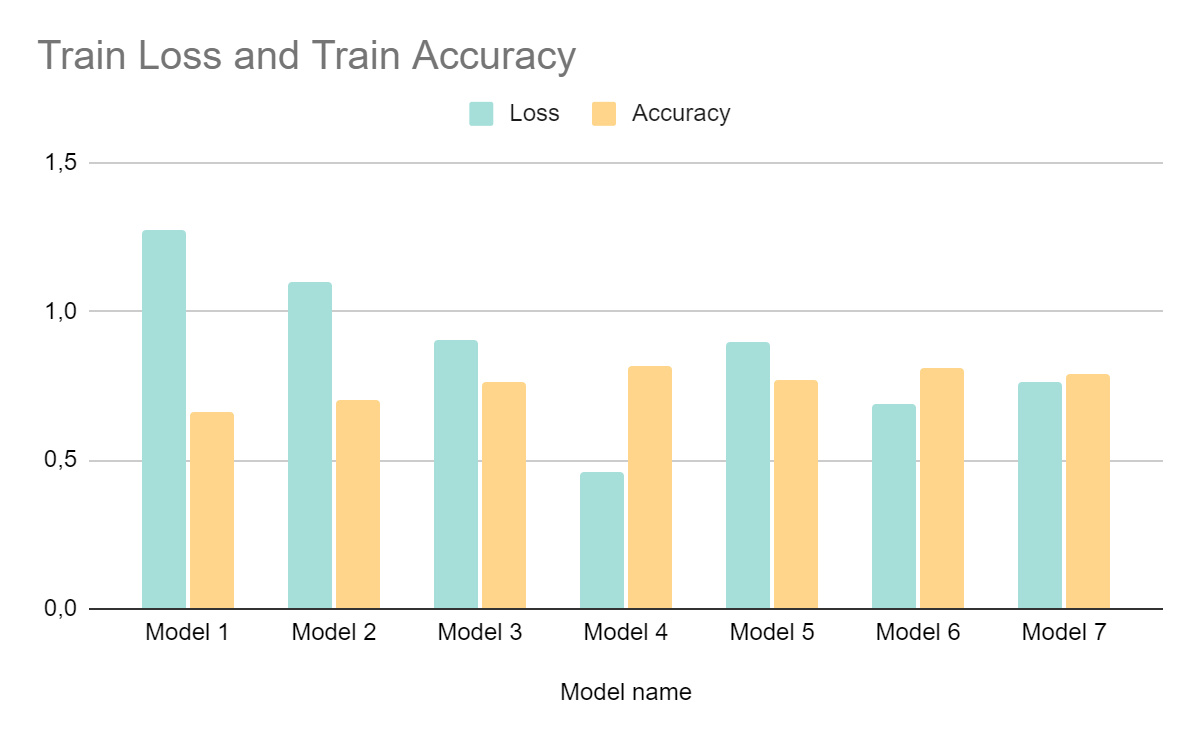 Train Loss and Train Accuracy
Loss Accuracy
1,5
1,0
0,5
0,0
Model 1 Model 2 Model 3 Model 4 Model 5 Model 6 Model 7
Model name